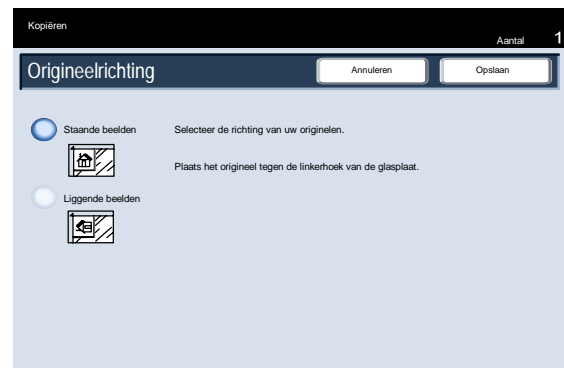 Kopiëren
Aantal 1
Origineelrichting
Annuleren
Opslaan
Staande beelden
Selecteer de richting van uw originelen.
Plaats het origineel tegen de linkerhoek van de glasplaat.
Liggende beelden